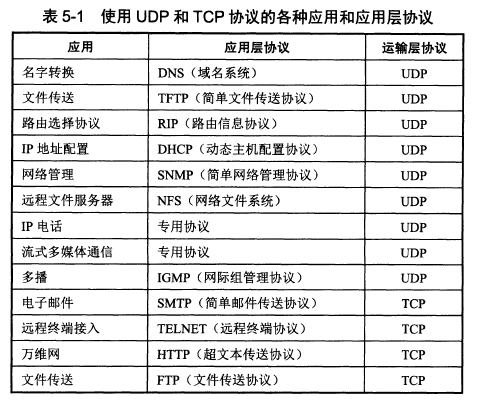 表 5-1 使用 UDP 和 TCP 协议的各种应用和应用层协议
应用 应用层协议 运输层协议
名字转换 DNS（域名系统） UDP
文件传送 TFTP（简单文件传送协议） UDP
路由选择协议 RIP（路由信息协议） UDP
IP 地址配置 DHCP（动态主机配置协议） UDP
网络管理 SNMP（简单网络管理协议） UDP
远程文件服务器 NFS（网络文件系统） UDP
IP 电话 专用协议 UDP
流式多媒体通信 专用协议 UDP
多播 IGMP（网际组管理协议） UDP
电子邮件 SMTP（简单邮件传送协议） TCP
远程终端接入 TELNET（远程终端协议） TCP
万维网 HTTP（超文本传送协议） TCP
文件传送 FTP（文件传送协议） TCP